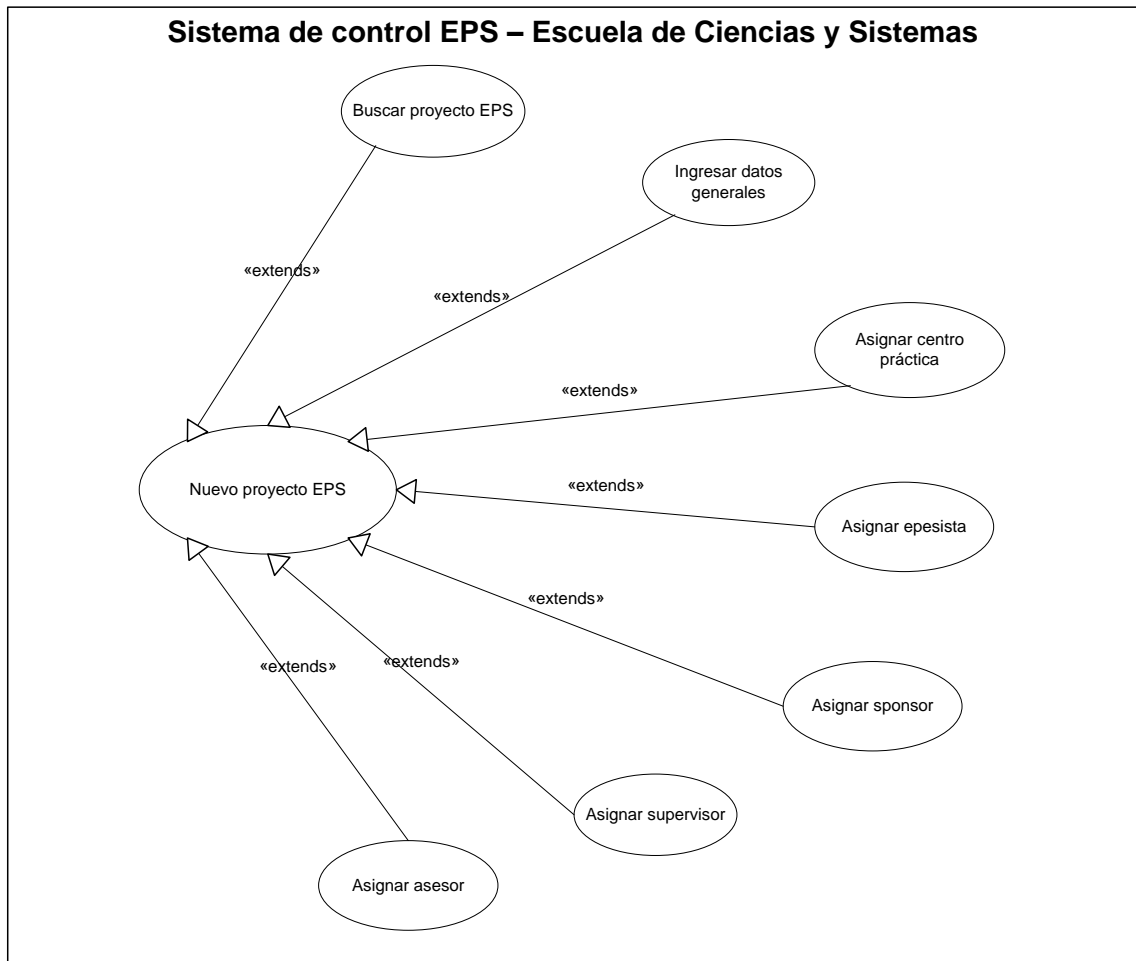 Sistema de control EPS – Escuela de Ciencias y Sistemas
Buscar proyecto EPS
Ingresar datos
generales
«extends»
«extends»
Asignar centro
práctica
«extends»
Nuevo proyecto EPS
«extends»
Asignar epesista
«extends»
«extends»
«extends»
Asignar sponsor
Asignar supervisor
Asignar asesor